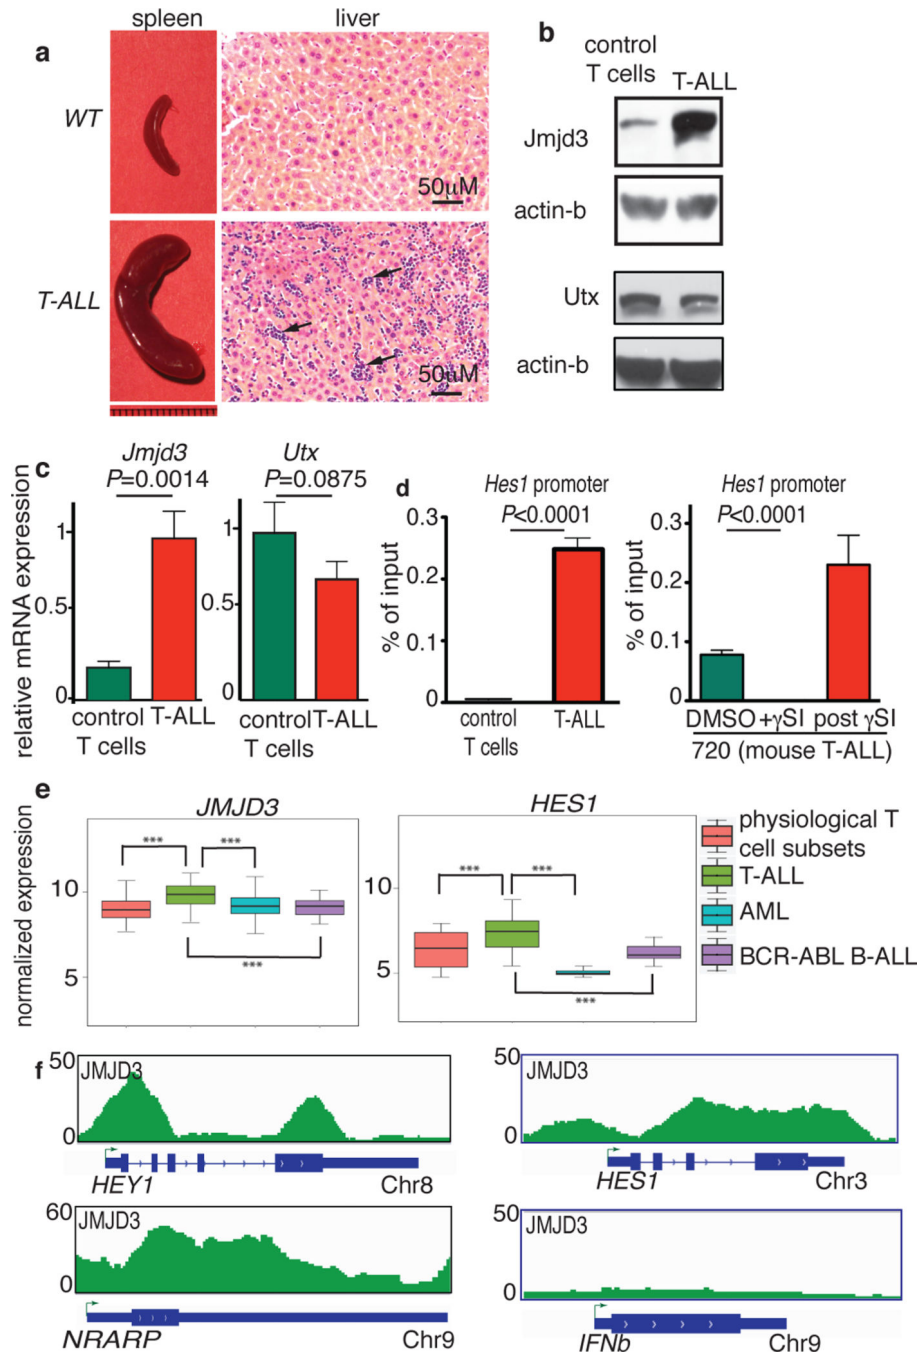 spleen
liver
a
WT
50µM
T-ALL
50µM
b
control
T cells
T-ALL
Jmjd3
actin-b
Utx
actin-b
c
Jmjd3
P=0.0014
Utx
P=0.0875
relative mRNA expression
1
0.5
0
1
0.5
0
control
T cells
T-ALL
control
T cells
T-ALL
d
Hes1 promoter
P<0.0001
% of input
0.3
0.2
0.1
0
control
T cells
T-ALL
Hes1 promoter
P<0.0001
% of input
0.3
0.2
0.1
0
DMSO +γSI post γSI
720 (mouse T-ALL)
e
normalized expression
JMJD3
10
5
***
***
***
HES1
10
5
***
***
***
physiological T
cell subsets
T-ALL
AML
BCR-ABL B-ALL
f
50
0
JMJD3
HEY1
Chr8
50
0
JMJD3
HES1
Chr3
60
0
JMJD3
NRARP
Chr9
50
0
JMJD3
IFNb
Chr9